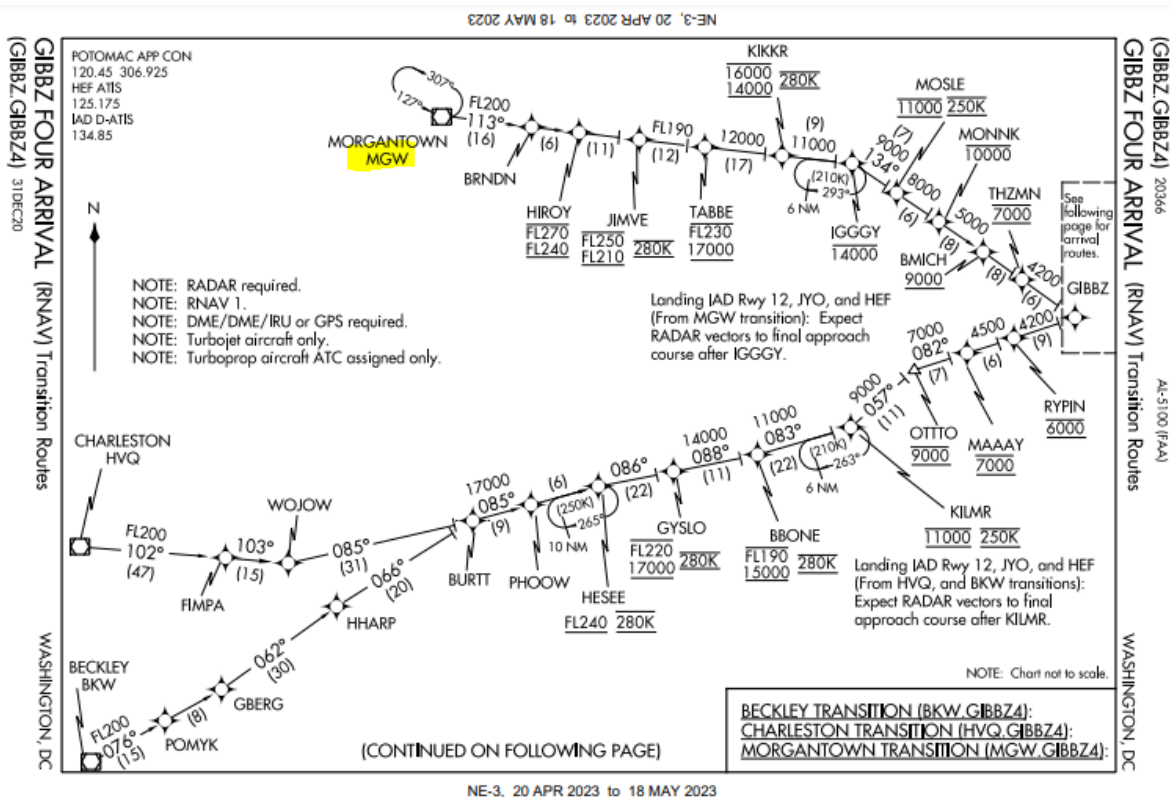 NE-3, 20 APR 2023 to 18 MAY 2023
(GIBBZ.GIBBZ4) 31DEC20
GIBBZ FOUR ARRIVAL (RNAV) Transition Routes
WASHINGTON, DC
(GIBBZ.GIBBZ4) 20366
GIBBZ FOUR ARRIVAL (RNAV) Transition Routes
AL-5100 (FAA)
WASHINGTON, DC
POTOMAC APP CON
120.45 306.925
HEF ATIS
125.175
IAD D-ATIS
134.85
N
307°
127°
MORGANTOWN
MGW
FL200
113°
(16)
BRNDN
(6)
HIROY
FL270
FL240
(11)
JIMVE
FL250
FL210
280K
FL190
(12)
TABBE
FL230
17000
12000
(17)
KIKKR
16000
14000
280K
(9)
11000
(210K)
293°
6 NM
IGGGY
14000
(7)
9000
134°
MOSLE
11000 250K
8000
(6)
MONNK
10000
5000
(8)
BMICH
9000
(8)
THZMN
7000
4200
(6)
See
following
page for
arrival
routes.
GIBBZ
NOTE: RADAR required.
NOTE: RNAV 1.
NOTE: DME/DME/IRU or GPS required.
NOTE: Turbojet aircraft only.
NOTE: Turboprop aircraft ATC assigned only.
Landing IAD Rwy 12, JYO, and HEF
(From MGW transition): Expect
RADAR vectors to final approach
course after IGGGY.
CHARLESTON
HVQ
FL200
102°
(47)
FIMPA
103°
(15)
WOJOW
085°
(31)
BURTT
17000
085°
(9)
PHOOW
(6)
(250K)
265°
10 NM
HESEE
FL240 280K
086°
(22)
GYSLO
FL220
17000
280K
14000
088°
(11)
BBONE
FL190
15000
280K
11000
083°
(22)
(210K)
263°
6 NM
KILMR
11000 250K
9000
057°
(11)
OTTTO
9000
7000
082°
(7)
MAAAY
7000
4500
(6)
RYPIN
6000
4200
(9)
Landing IAD Rwy 12, JYO, and HEF
(From HVQ, and BKW transitions):
Expect RADAR vectors to final
approach course after KILMR.
BECKLEY
BKW
FL200
076°
(15)
POMYK
(8)
GBERG
062°
(30)
HHARP
066°
(20)
NOTE: Chart not to scale.
(CONTINUED ON FOLLOWING PAGE)
BECKLEY TRANSITION (BKW.GIBBZ4):
CHARLESTON TRANSITION (HVQ.GIBBZ4):
MORGANTOWN TRANSITION (MGW.GIBBZ4):
NE-3, 20 APR 2023 to 18 MAY 2023